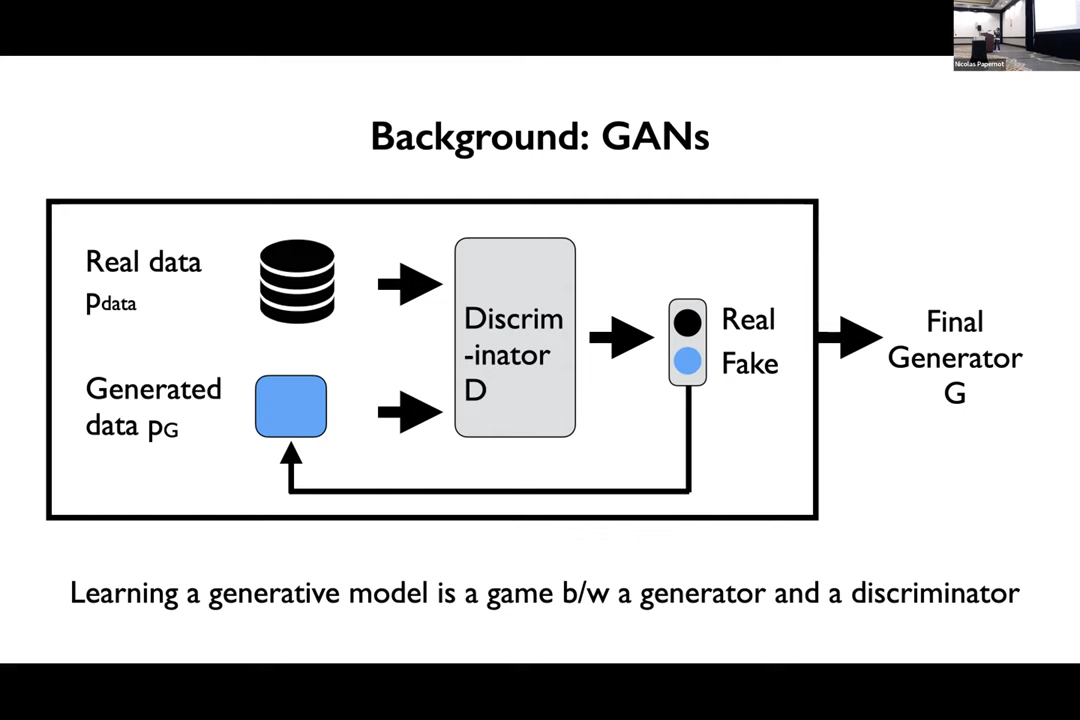 Nicolas Papernot
Background: GANs
Real data
pdata
Generated
data pG
Discrim
-inator
D
Real
Fake
Final
Generator
G
Learning a generative model is a game b/w a generator and a discriminator